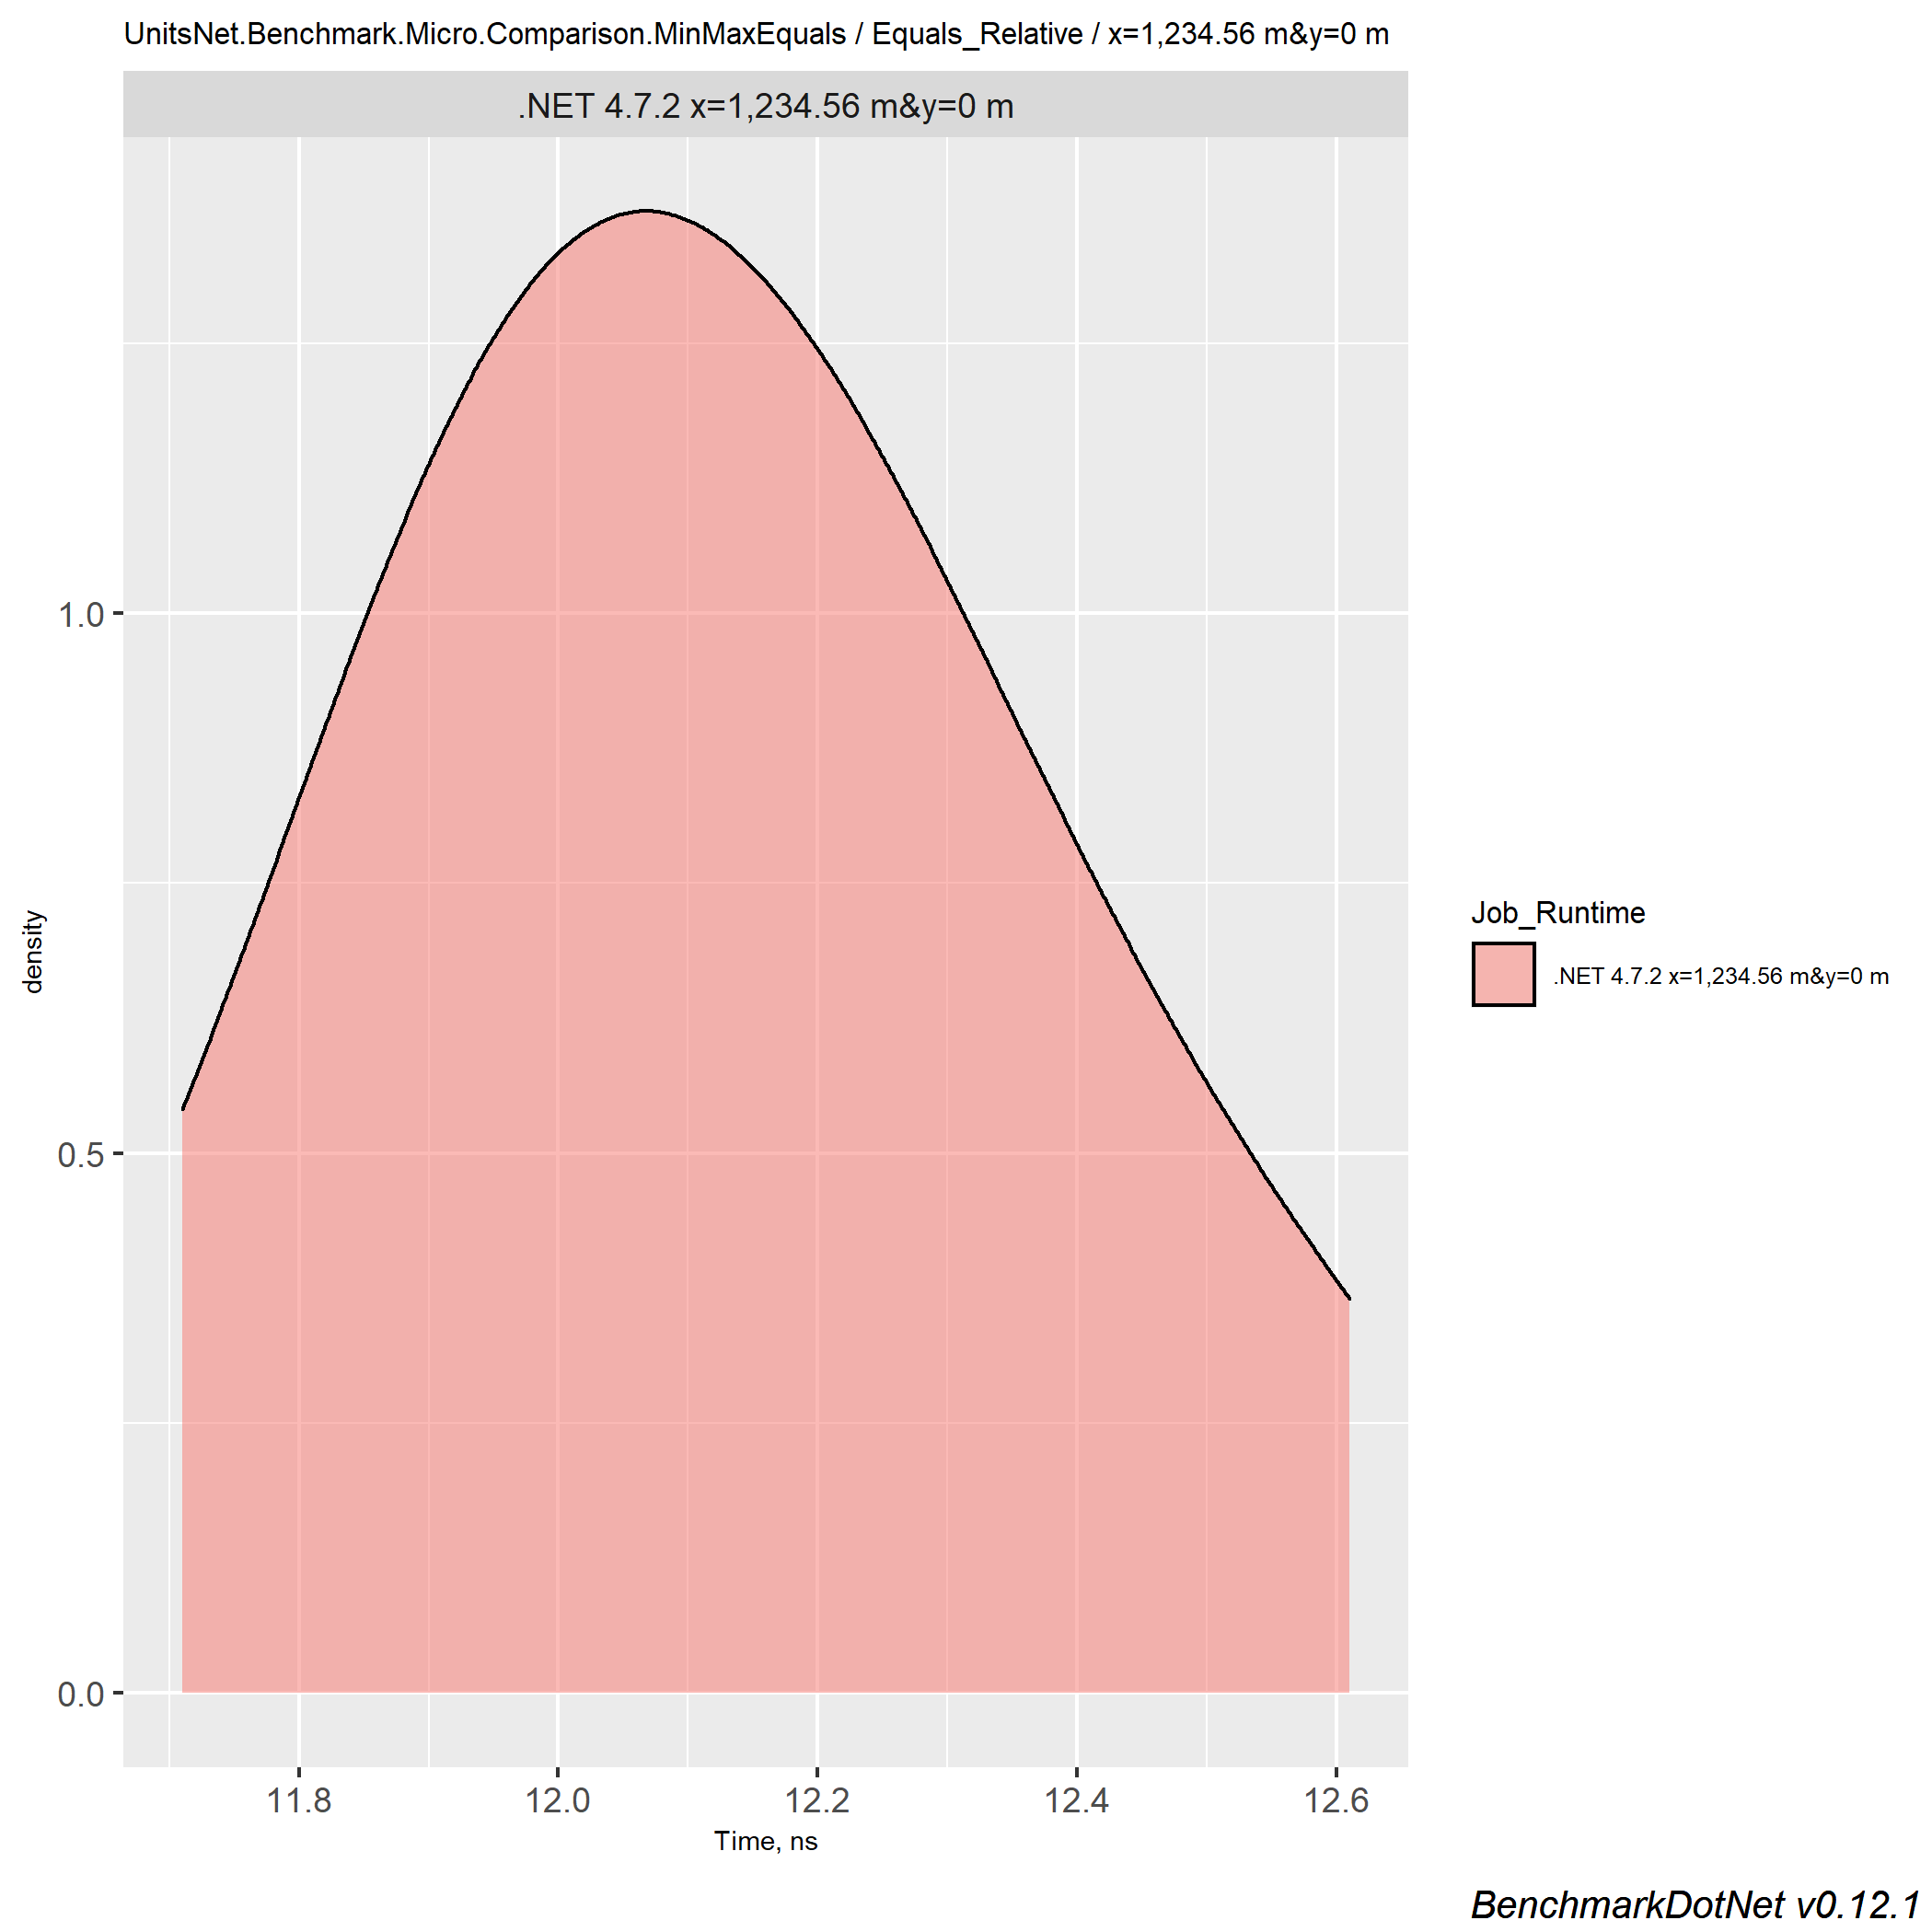 UnitsNet.Benchmark.Micro.Comparison.MinMaxEquals / Equals_Relative / x=1,234.56 m&y=0 m
.NET 4.7.2 x=1,234.56 m&y=0 m
1.0
0.5
0.0
density
11.8 12.0 12.2 12.4 12.6
Time, ns
Job_Runtime
.NET 4.7.2 x=1,234.56 m&y=0 m
BenchmarkDotNet v0.12.1